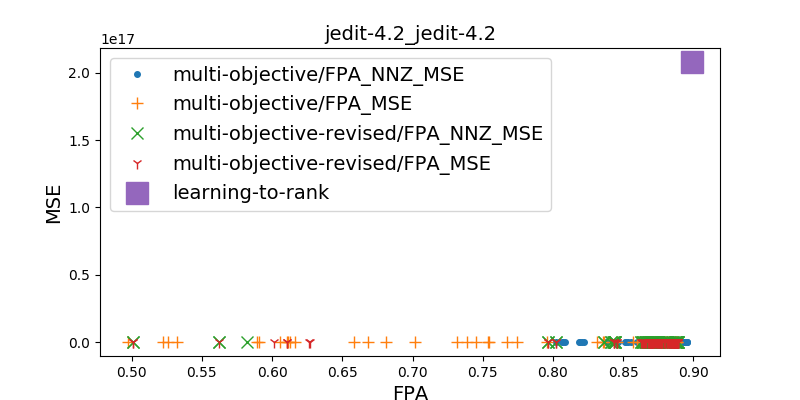 jedit-4.2_jedit-4.2
1e17
multi-objective/FPA_NNZ_MSE
multi-objective/FPA_MSE
multi-objective-revised/FPA_NNZ_MSE
multi-objective-revised/FPA_MSE
learning-to-rank
MSE
2.0
1.5
1.0
0.5
0.0
0.50 0.55 0.60 0.65 0.70 0.75 0.80 0.85 0.90
FPA